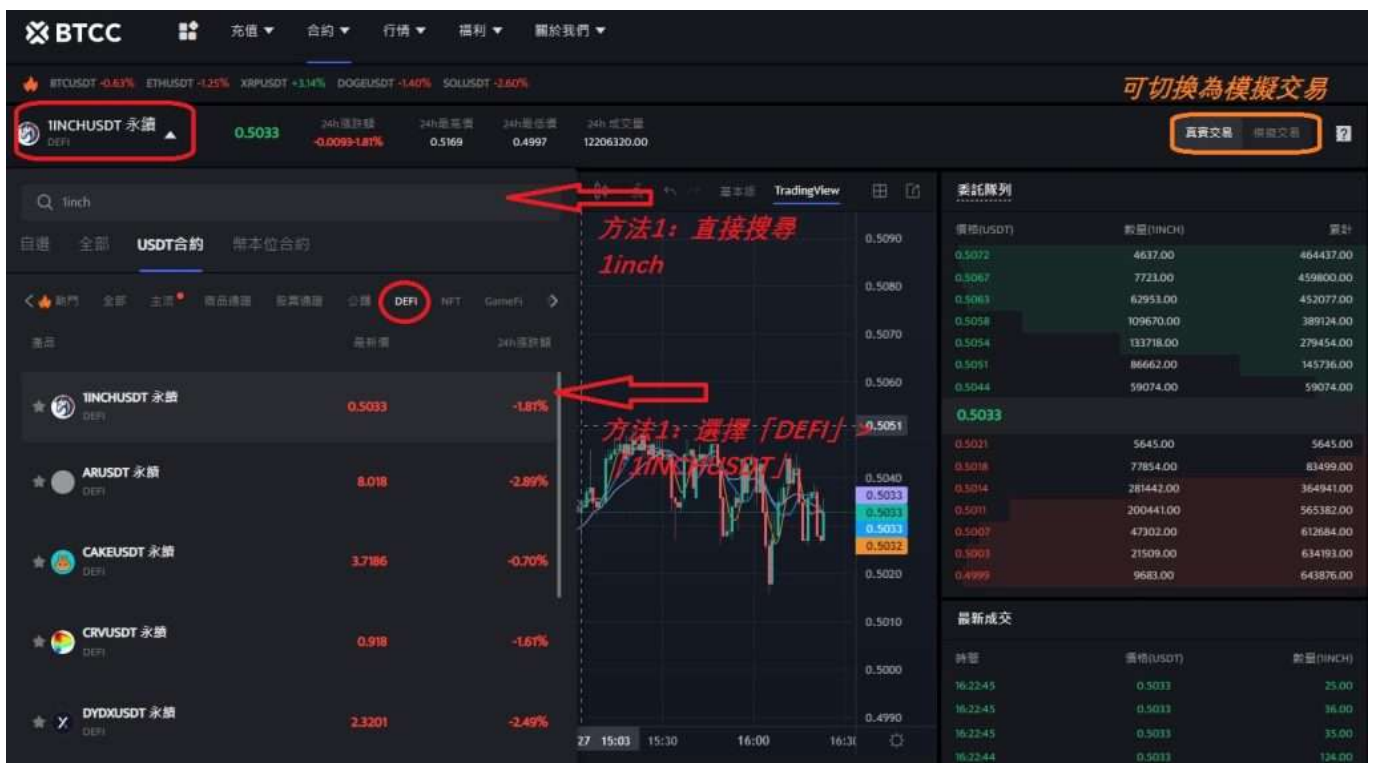 BTCC 充值 合約 行情 福利 關於我們
BTCUSDT -0.63% ETHUSDT -1.25% XRPUSDT +3.14% DOGEUSDT -1.40% SOLUSDT -2.60%
可切換為模擬交易
1INCHUSDT 永續
DEFI
0.5033
24h漲跌額 24h最高價 24h最低價 24h 成交量
-0.0093-1.81% 0.5169 0.4997 12206320.00
真實交易 模擬交易 ?
1inch
自選 全部 USDT合約 幣本位合約
熱門 全部 主流 商品通證 股票通證 公鏈 DEFI NFT GameFi
產品 最新價 24h漲跌額
1INCHUSDT 永續 0.5033 -1.81%
DEFI
ARUSDT 永續 8.018 -2.89%
DEFI
CAKEUSDT 永續 3.7186 -0.70%
DEFI
CRVUSDT 永續 0.918 -1.61%
DEFI
DYDXUSDT 永續 2.3201 -2.49%
DEFI
基本版 TradingView
方法1：直接搜尋
1inch
方法1：選擇「DEFI」>
「1INCHUSDT」
0.5090
0.5080
0.5070
0.5060
0.5051
0.5040
0.5033
0.5033
0.5033
0.5032
0.5020
0.5010
0.5000
0.4990
27 15:03 15:30 16:00 16:3
委託隊列
價格(USDT) 數量(1INCH) 累計
0.5072 4637.00 464437.00
0.5067 7723.00 459800.00
0.5063 62953.00 452077.00
0.5058 109670.00 389124.00
0.5054 133718.00 279454.00
0.5051 86662.00 145736.00
0.5044 59074.00 59074.00
0.5033
0.5021 5645.00 5645.00
0.5018 77854.00 83499.00
0.5014 281442.00 364941.00
0.5011 200441.00 565382.00
0.5007 47302.00 612684.00
0.5003 21509.00 634193.00
0.4999 9683.00 643876.00
最新成交
時間 價格(USDT) 數量(1INCH)
16:22:45 0.5033 25.00
16:22:45 0.5033 36.00
16:22:45 0.5033 35.00
16:22:44 0.5033 124.00